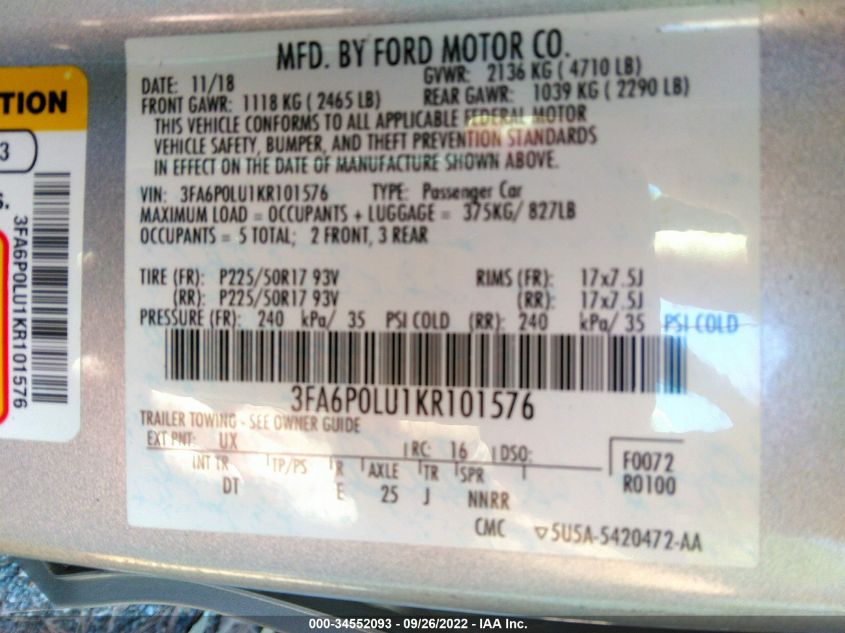 MFD. BY FORD MOTOR CO.
DATE: 11/18 GVWR: 2136 KG ( 4710 LB)
FRONT GAWR: 1118 KG ( 2465 LB) REAR GAWR: 1039 KG ( 2290 LB)
THIS VEHICLE CONFORMS TO ALL APPLICABLE FEDERAL MOTOR
VEHICLE SAFETY, BUMPER, AND THEFT PREVENTION STANDARDS
IN EFFECT ON THE DATE OF MANUFACTURE SHOWN ABOVE.
VIN: 3FA6P0LU1KR101576 TYPE: Passenger Car
MAXIMUM LOAD = OCCUPANTS + LUGGAGE = 375KG/ 827LB
OCCUPANTS = 5 TOTAL; 2 FRONT, 3 REAR
TIRE (FR): P225/50R17 93V RIMS (FR): 17x7.5J
(RR): P225/50R17 93V (RR): 17x7.5J
PRESSURE (FR): 240 kPa/ 35 PSI COLD (RR): 240 kPa/ 35 PSI COLD
3FA6P0LU1KR101576
TRAILER TOWING - SEE OWNER GUIDE
EXT PNT: UX RC: 16 DSO:
INT TR TP/PS R AXLE TR SPR
DT E 25 J NNRR
F0072
R0100
CMC ▽5U5A-5420472-AA
TION
3
S.
3FA6P0LU1KR101576
000-34552093 - 09/26/2022 - IAA Inc.